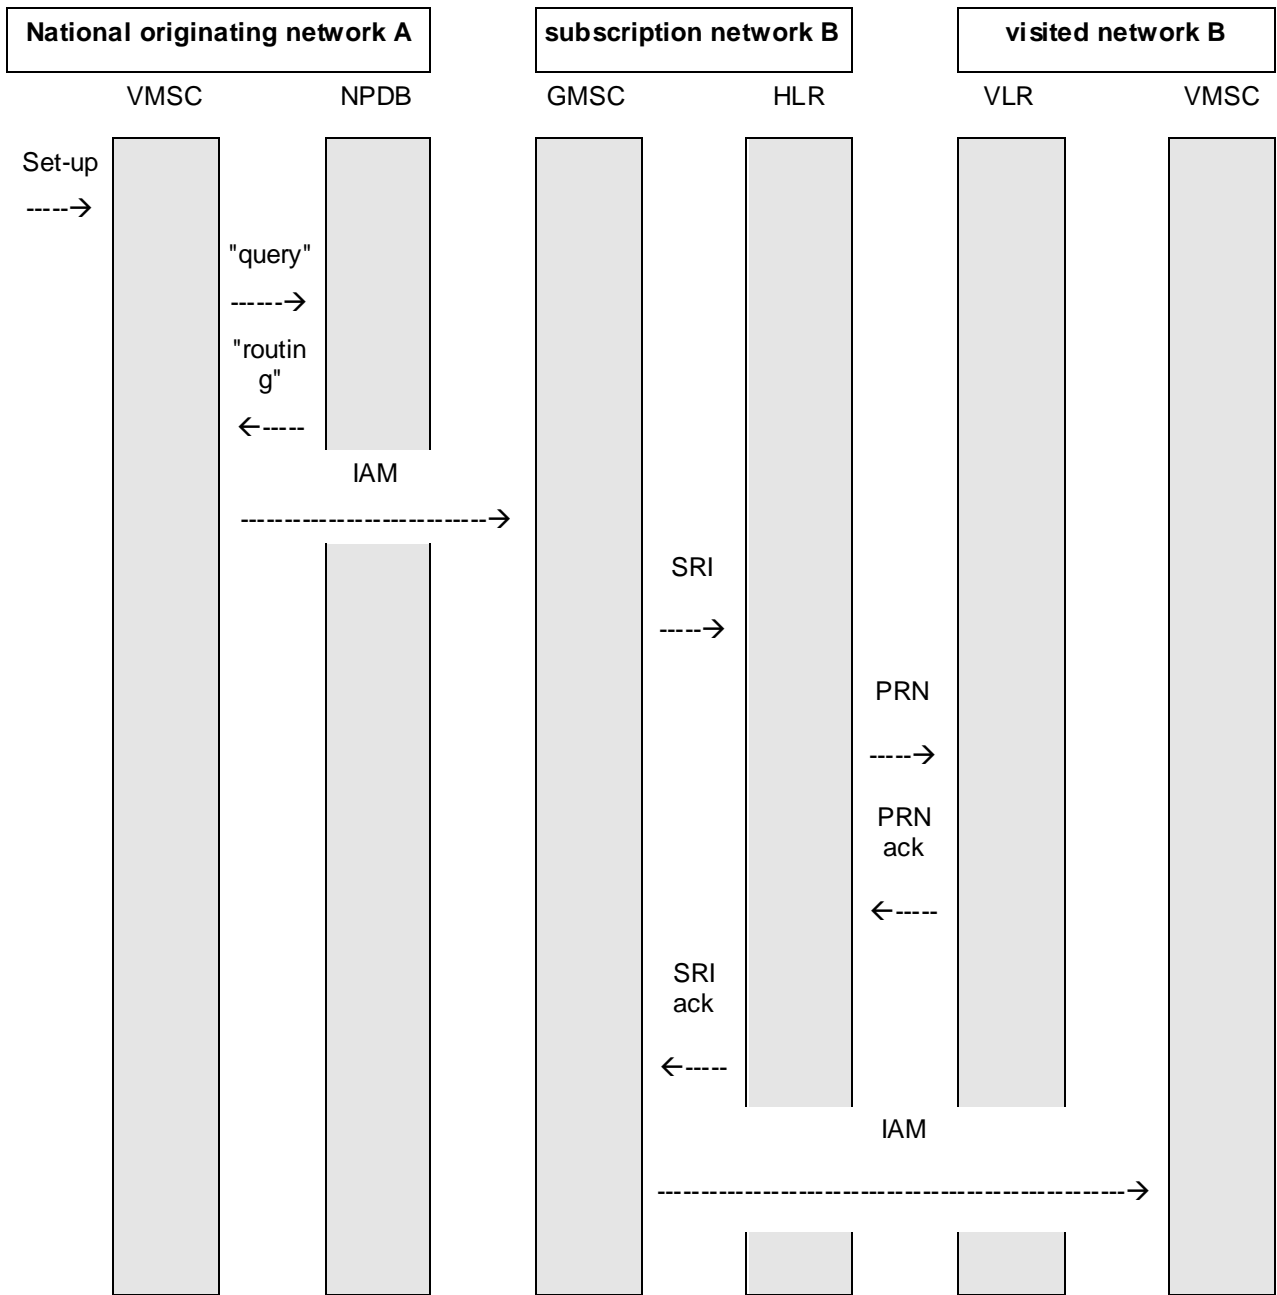 National originating network A
subscription network B
visited network B
VMSC
NPDB
GMSC
HLR
VLR
VMSC
Set-up
-----→
"query"
------→
"routin
g"
←-----
IAM
----------------------------→
SRI
-----→
PRN
-----→
PRN
ack
←-----
SRI
ack
←-----
IAM
------------------------------------------------------→